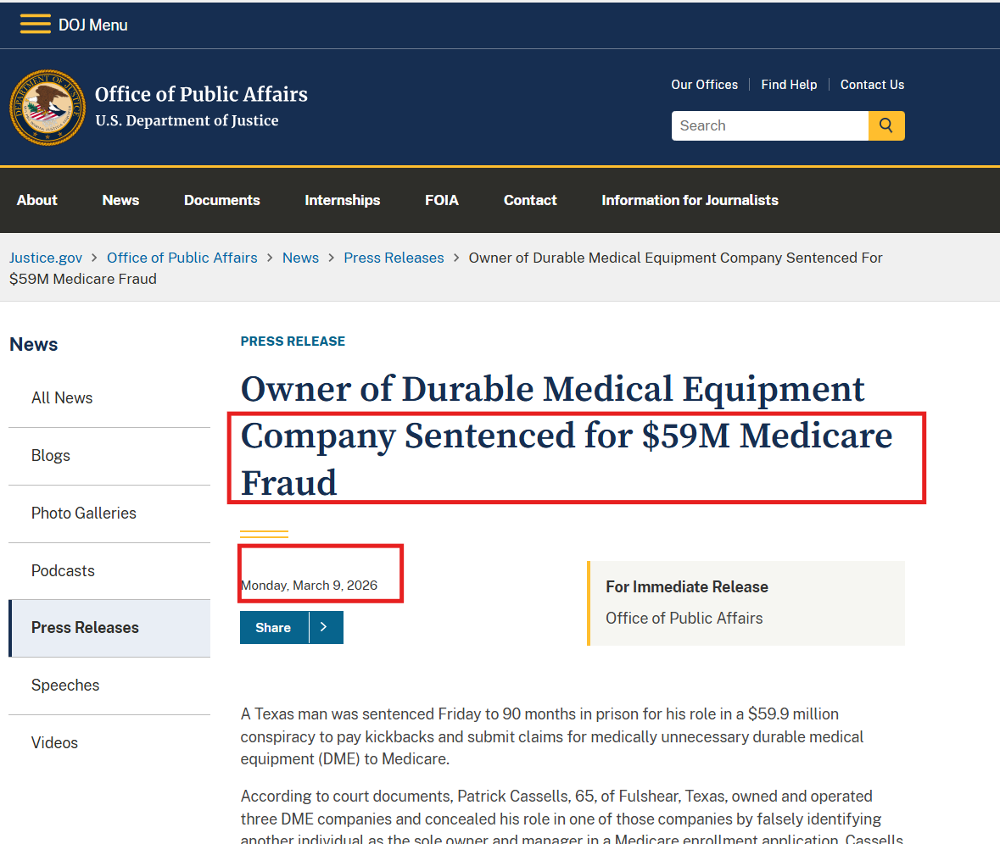 DOJ Menu
Office of Public Affairs
U.S. Department of Justice
Our Offices
Find Help
Contact Us
Search
About
News
Documents
Internships
FOIA
Contact
Information for Journalists
Justice.gov > Office of Public Affairs > News > Press Releases > Owner of Durable Medical Equipment Company Sentenced For
$59M Medicare Fraud
News
All News
Blogs
Photo Galleries
Podcasts
Press Releases
Speeches
Videos
PRESS RELEASE
Owner of Durable Medical Equipment
Company Sentenced for $59M Medicare
Fraud
Monday, March 9, 2026
Share >
For Immediate Release
Office of Public Affairs
A Texas man was sentenced Friday to 90 months in prison for his role in a $59.9 million
conspiracy to pay kickbacks and submit claims for medically unnecessary durable medical
equipment (DME) to Medicare.
According to court documents, Patrick Cassells, 65, of Fulshear, Texas, owned and operated
three DME companies and concealed his role in one of those companies by falsely identifying
another individual as the sole owner and manager in a Medicare enrollment application. Cassells